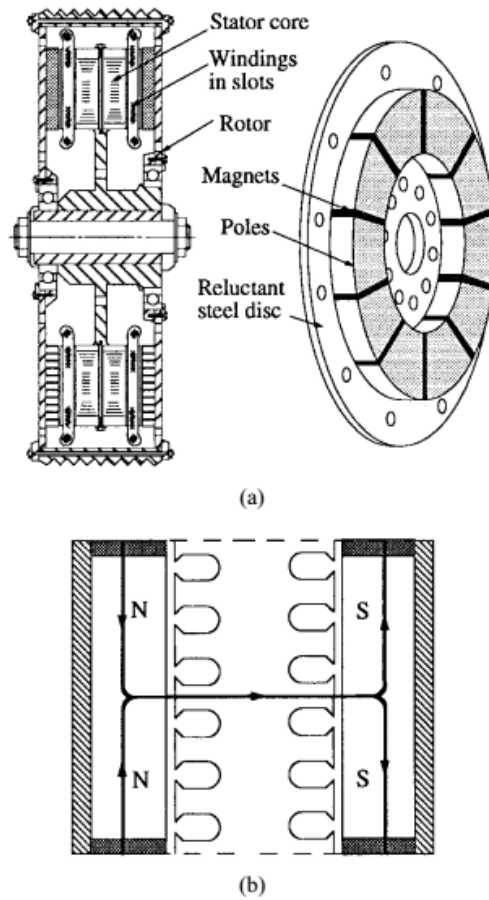 Stator core
Windings
in slots
Rotor
Magnets
Poles
Reluctant
steel disc
(a)
N
S
N
S
(b)